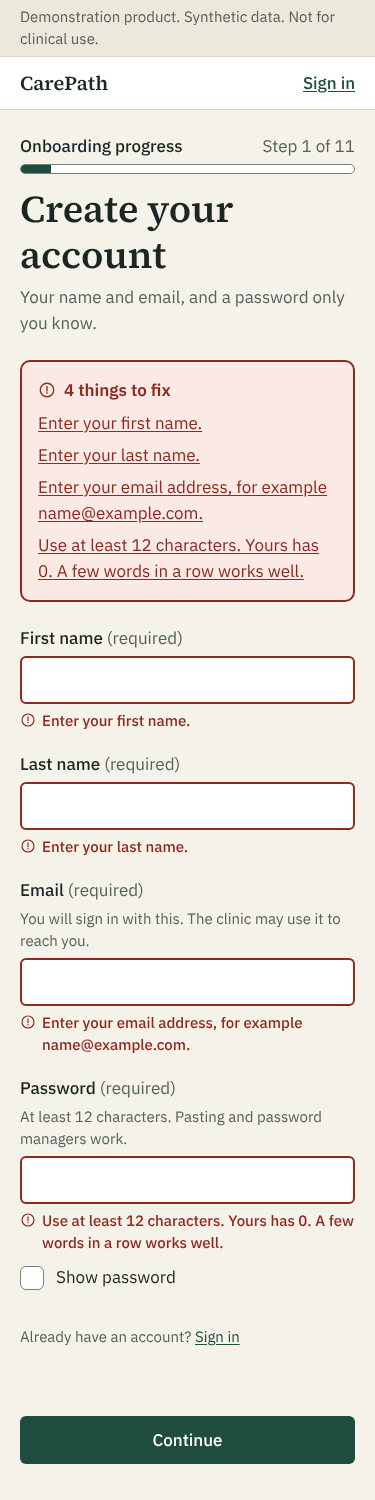 Demonstration product. Synthetic data. Not for
clinical use.
CarePath
Sign in
Onboarding progress
Step 1 of 11
Create your
account
Your name and email, and a password only
you know.
4 things to fix
Enter your first name.
Enter your last name.
Enter your email address, for example
name@example.com.
Use at least 12 characters. Yours has
0. A few words in a row works well.
First name (required)
Enter your first name.
Last name (required)
Enter your last name.
Email (required)
You will sign in with this. The clinic may use it to
reach you.
Enter your email address, for example
name@example.com.
Password (required)
At least 12 characters. Pasting and password
managers work.
Use at least 12 characters. Yours has 0. A few
words in a row works well.
Show password
Already have an account? Sign in
Continue